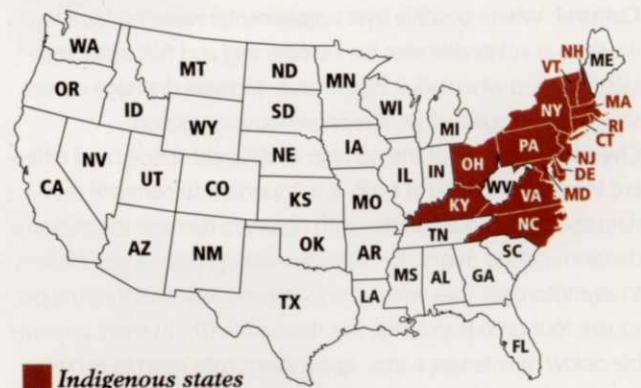 WA
MT
ND
MN
OR
ID
WY
SD
WI
MI
NV
UT
CO
NE
IA
IL
IN
OH
CA
KS
MO
KY
WV
VA
AZ
NM
OK
AR
TN
NC
TX
LA
MS
AL
GA
SC
FL
VT
NH
ME
NY
MA
RI
CT
PA
NJ
DE
MD
Indigenous states